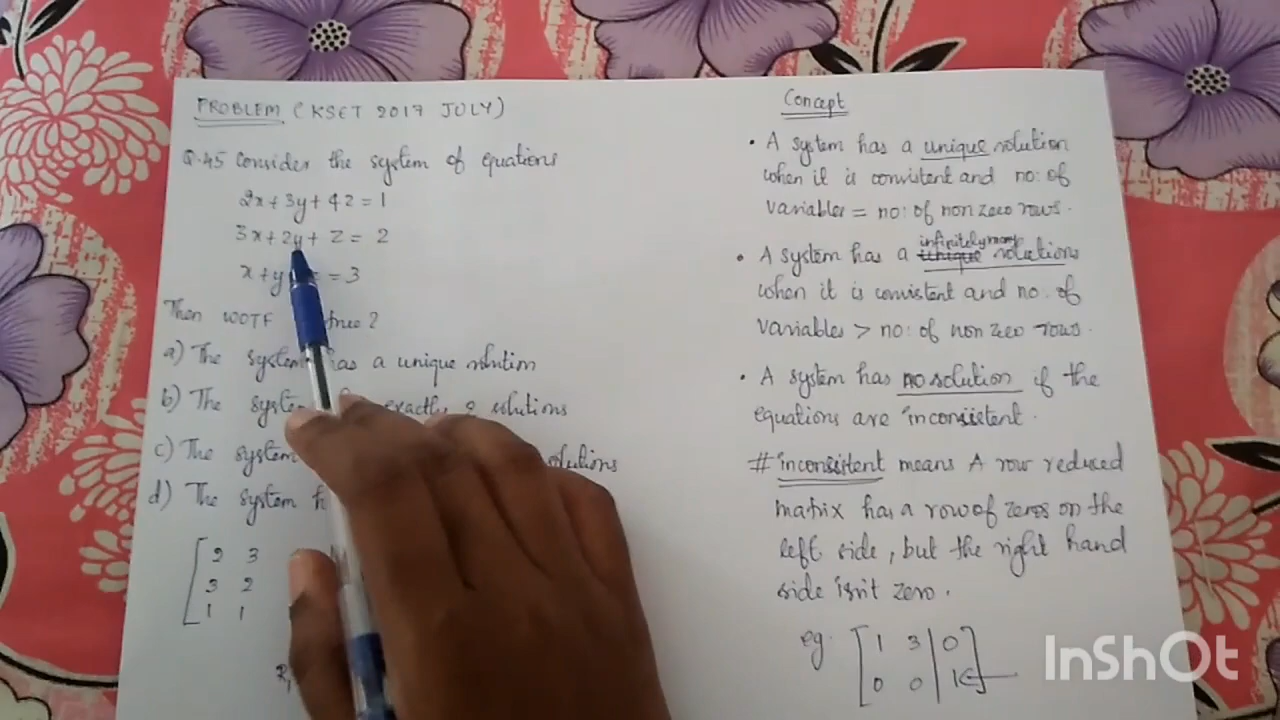 PROBLEM (KSET 2017 JULY)
Q.45 Consider the system of equations
2x + 3y + 4z = 1
3x + 2y + z = 2
x + y = 3
Then WOTF true?
a) The system has a unique solution
b) The system exactly 2 solutions
c) The system solutions
d) The system h
2 3
3 2
1 1
R1
Concept
• A system has a unique solution
when it is consistent and no: of
variables = no: of non zero rows.
• A system has a infinitely many solutions
when it is consistent and no. of
variables > no: of non zero rows.
• A system has no solution if the
equations are inconsistent.
# inconsistent means A row reduced
matrix has a row of zeros on the
left side, but the right hand
side isn't zero.
eg 1 3 | 0
0 0 | 1
InShOt